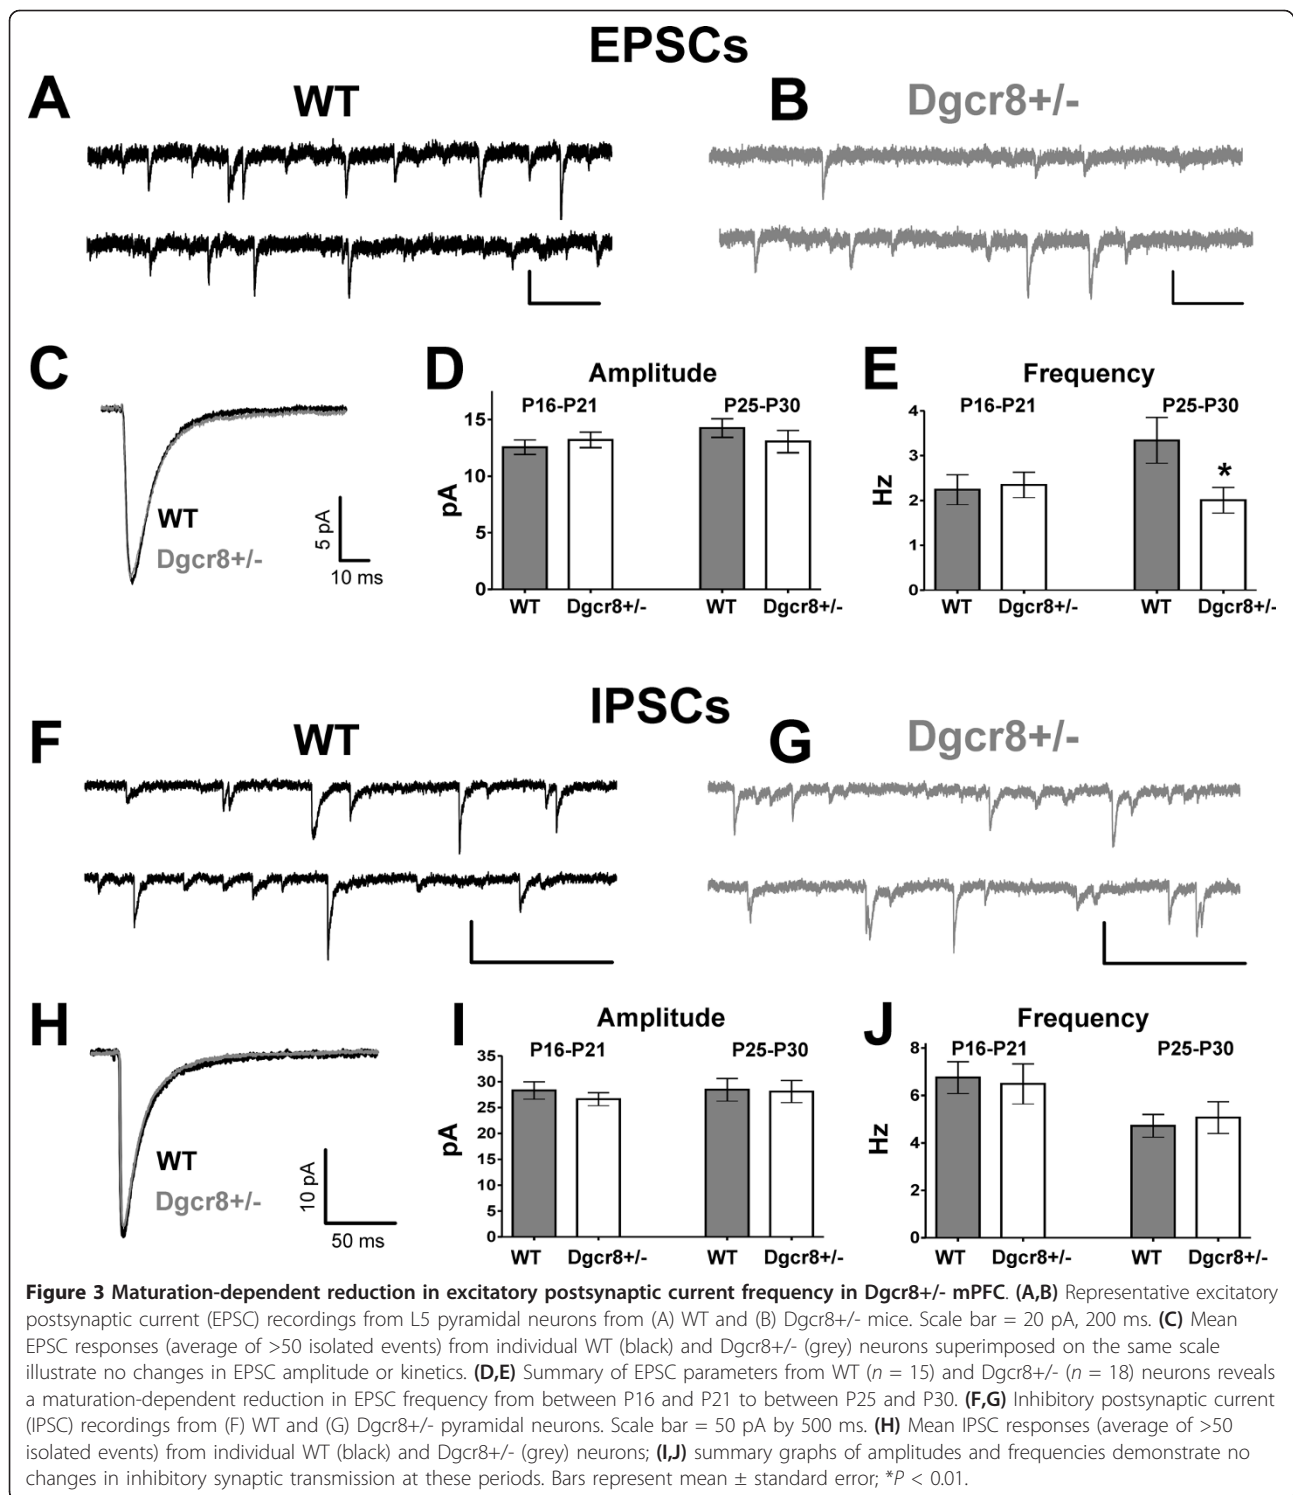 EPSCs
A WT B Dgcr8+/-
C
WT
Dgcr8+/-
5 pA
10 ms
D Amplitude
P16-P21 P25-P30
pA
15
10
5
0
WT Dgcr8+/- WT Dgcr8+/-
E Frequency
P16-P21 P25-P30
Hz
4
3
2
1
0
*
WT Dgcr8+/- WT Dgcr8+/-
IPSCs
F WT G Dgcr8+/-
H
WT
Dgcr8+/-
10 pA
50 ms
I Amplitude
P16-P21 P25-P30
pA
35
30
25
20
15
10
5
0
WT Dgcr8+/- WT Dgcr8+/-
J Frequency
P16-P21 P25-P30
Hz
8
6
4
2
0
WT Dgcr8+/- WT Dgcr8+/-
Figure 3 Maturation-dependent reduction in excitatory postsynaptic current frequency in Dgcr8+/- mPFC. (A,B) Representative excitatory
postsynaptic current (EPSC) recordings from L5 pyramidal neurons from (A) WT and (B) Dgcr8+/- mice. Scale bar = 20 pA, 200 ms. (C) Mean
EPSC responses (average of >50 isolated events) from individual WT (black) and Dgcr8+/- (grey) neurons superimposed on the same scale
illustrate no changes in EPSC amplitude or kinetics. (D,E) Summary of EPSC parameters from WT (n = 15) and Dgcr8+/- (n = 18) neurons reveals
a maturation-dependent reduction in EPSC frequency from between P16 and P21 to between P25 and P30. (F,G) Inhibitory postsynaptic current
(IPSC) recordings from (F) WT and (G) Dgcr8+/- pyramidal neurons. Scale bar = 50 pA by 500 ms. (H) Mean IPSC responses (average of >50
isolated events) from individual WT (black) and Dgcr8+/- (grey) neurons; (I,J) summary graphs of amplitudes and frequencies demonstrate no
changes in inhibitory synaptic transmission at these periods. Bars represent mean ± standard error; *P < 0.01.